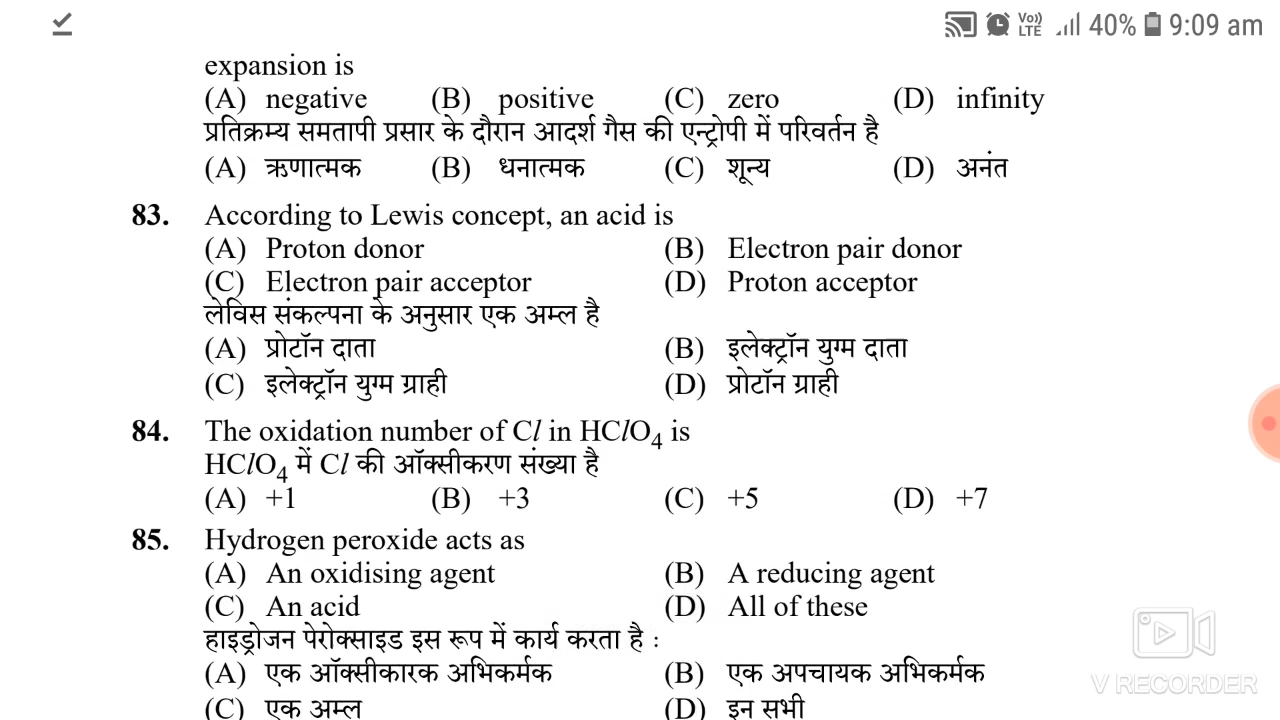 Vo)) LTE 40% 9:09 am
expansion is
(A) negative (B) positive (C) zero (D) infinity
प्रतिक्रम्य समतापी प्रसार के दौरान आदर्श गैस की एन्ट्रोपी में परिवर्तन है
(A) ऋणात्मक (B) धनात्मक (C) शून्य (D) अनंत
83. According to Lewis concept, an acid is
(A) Proton donor (B) Electron pair donor
(C) Electron pair acceptor (D) Proton acceptor
लेविस संकल्पना के अनुसार एक अम्ल है
(A) प्रोटॉन दाता (B) इलेक्ट्रॉन युग्म दाता
(C) इलेक्ट्रॉन युग्म ग्राही (D) प्रोटॉन ग्राही
84. The oxidation number of Cl in HClO4 is
HClO4 में Cl की ऑक्सीकरण संख्या है
(A) +1 (B) +3 (C) +5 (D) +7
85. Hydrogen peroxide acts as
(A) An oxidising agent (B) A reducing agent
(C) An acid (D) All of these
हाइड्रोजन पेरोक्साइड इस रूप में कार्य करता है :
(A) एक ऑक्सीकारक अभिकर्मक (B) एक अपचायक अभिकर्मक
(C) एक अम्ल (D) इन सभी
V RECORDER